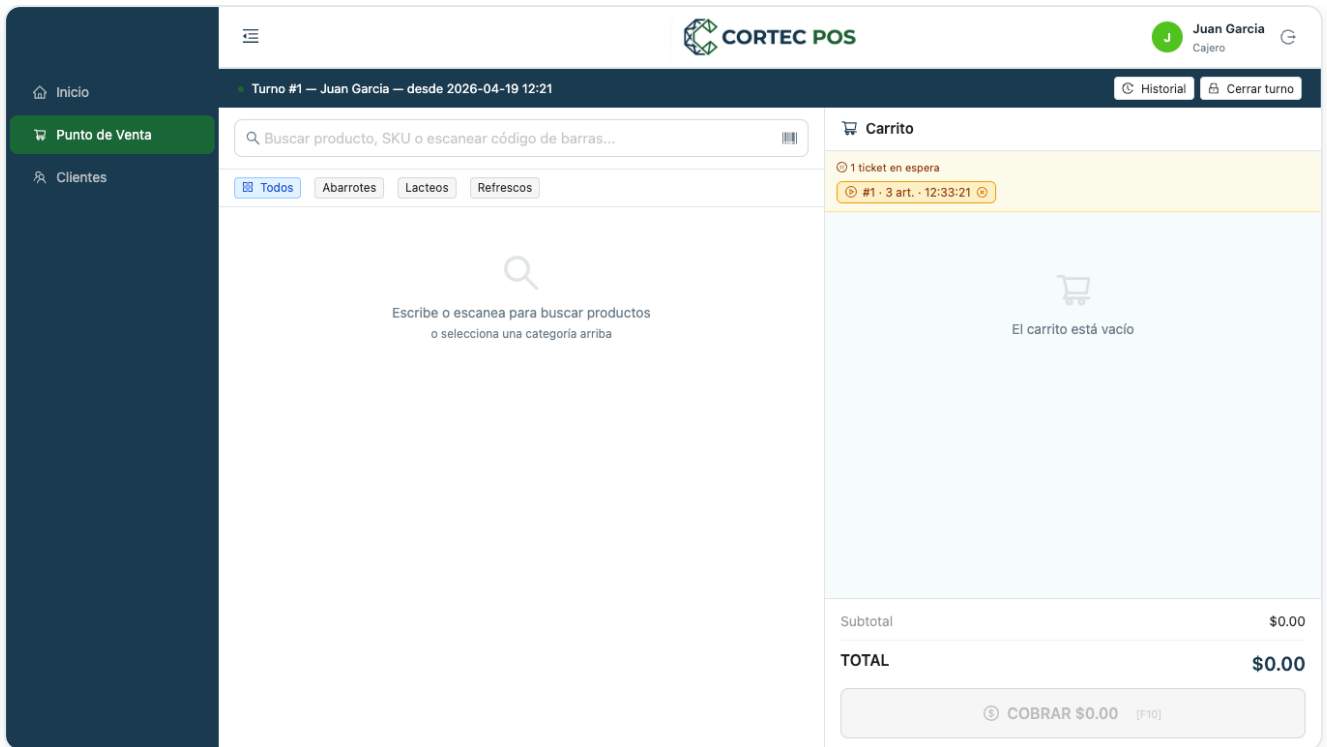 CORTEC POS
J
Juan Garcia
Cajero
Inicio
Punto de Venta
Clientes
Turno #1 — Juan Garcia — desde 2026-04-19 12:21
Historial
Cerrar turno
Buscar producto, SKU o escanear código de barras...
Todos
Abarrotes
Lacteos
Refrescos
Escribe o escanea para buscar productos
o selecciona una categoría arriba
Carrito
1 ticket en espera
#1 · 3 art. · 12:33:21
El carrito está vacío
Subtotal $0.00
TOTAL $0.00
COBRAR $0.00 [F10]